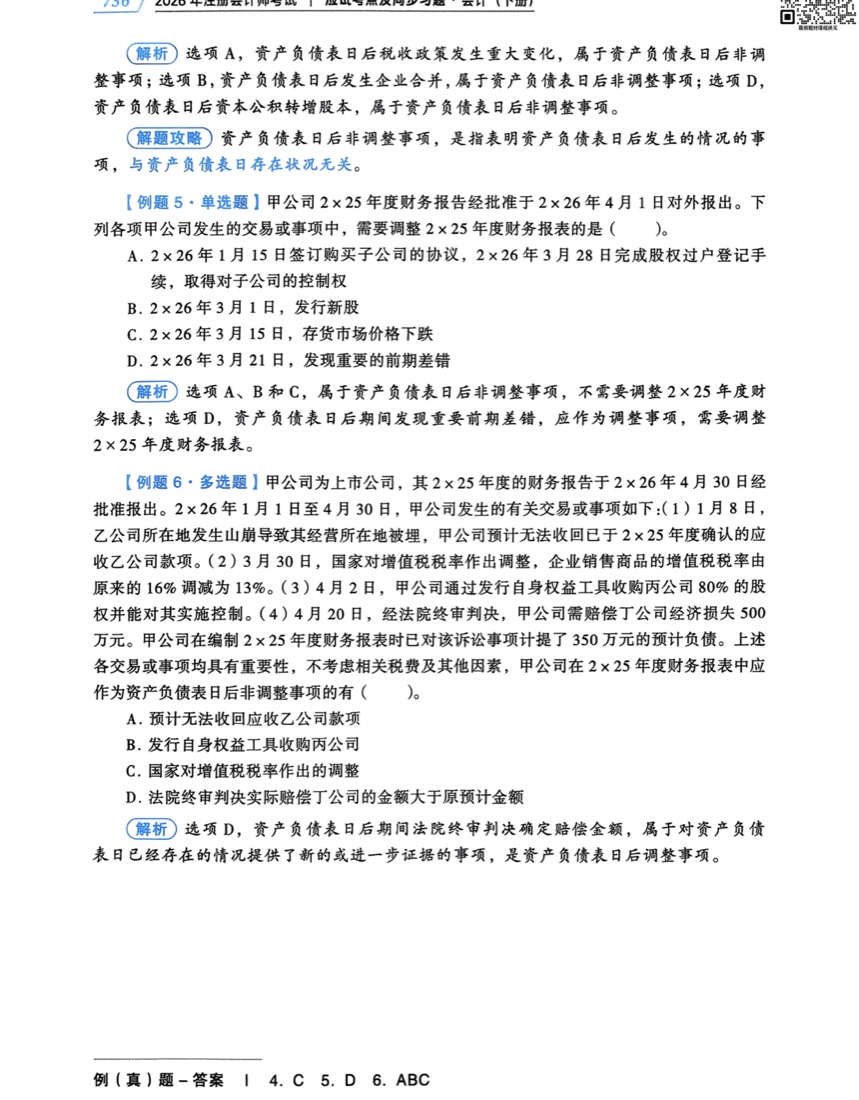 736 2026年注册会计师考试 | 应试考点及同步习题·会计(下册)
解析 选项A,资产负债表日后税收政策发生重大变化,属于资产负债表日后非调
整事项;选项B,资产负债表日后发生企业合并,属于资产负债表日后非调整事项;选项D,
资产负债表日后资本公积转增股本,属于资产负债表日后非调整事项。
解题攻略 资产负债表日后非调整事项,是指表明资产负债表日后发生的情况的事
项,与资产负债表日存在状况无关。
【例题5·单选题】甲公司2×25年度财务报告经批准于2×26年4月1日对外报出。下
列各项甲公司发生的交易或事项中,需要调整2×25年度财务报表的是( )。
A. 2×26年1月15日签订购买子公司的协议,2×26年3月28日完成股权过户登记手
续,取得对子公司的控制权
B. 2×26年3月1日,发行新股
C. 2×26年3月15日,存货市场价格下跌
D. 2×26年3月21日,发现重要的前期差错
解析 选项A、B和C,属于资产负债表日后非调整事项,不需要调整2×25年度财
务报表;选项D,资产负债表日后期间发现重要前期差错,应作为调整事项,需要调整
2×25年度财务报表。
【例题6·多选题】甲公司为上市公司,其2×25年度的财务报告于2×26年4月30日经
批准报出。2×26年1月1日至4月30日,甲公司发生的有关交易或事项如下:(1)1月8日,
乙公司所在地发生山崩导致其经营所在地被埋,甲公司预计无法收回已于2×25年度确认的应
收乙公司款项。(2)3月30日,国家对增值税税率作出调整,企业销售商品的增值税税率由
原来的16%调减为13%。(3)4月2日,甲公司通过发行自身权益工具收购丙公司80%的股
权并能对其实施控制。(4)4月20日,经法院终审判决,甲公司需赔偿丁公司经济损失500
万元。甲公司在编制2×25年度财务报表时已对该诉讼事项计提了350万元的预计负债。上述
各交易或事项均具有重要性,不考虑相关税费及其他因素,甲公司在2×25年度财务报表中应
作为资产负债表日后非调整事项的有( )。
A. 预计无法收回应收乙公司款项
B. 发行自身权益工具收购丙公司
C. 国家对增值税税率作出的调整
D. 法院终审判决实际赔偿丁公司的金额大于原预计金额
解析 选项D,资产负债表日后期间法院终审判决确定赔偿金额,属于对资产负债
表日已经存在的情况提供了新的或进一步证据的事项,是资产负债表日后调整事项。
例(真)题-答案 | 4. C 5. D 6. ABC